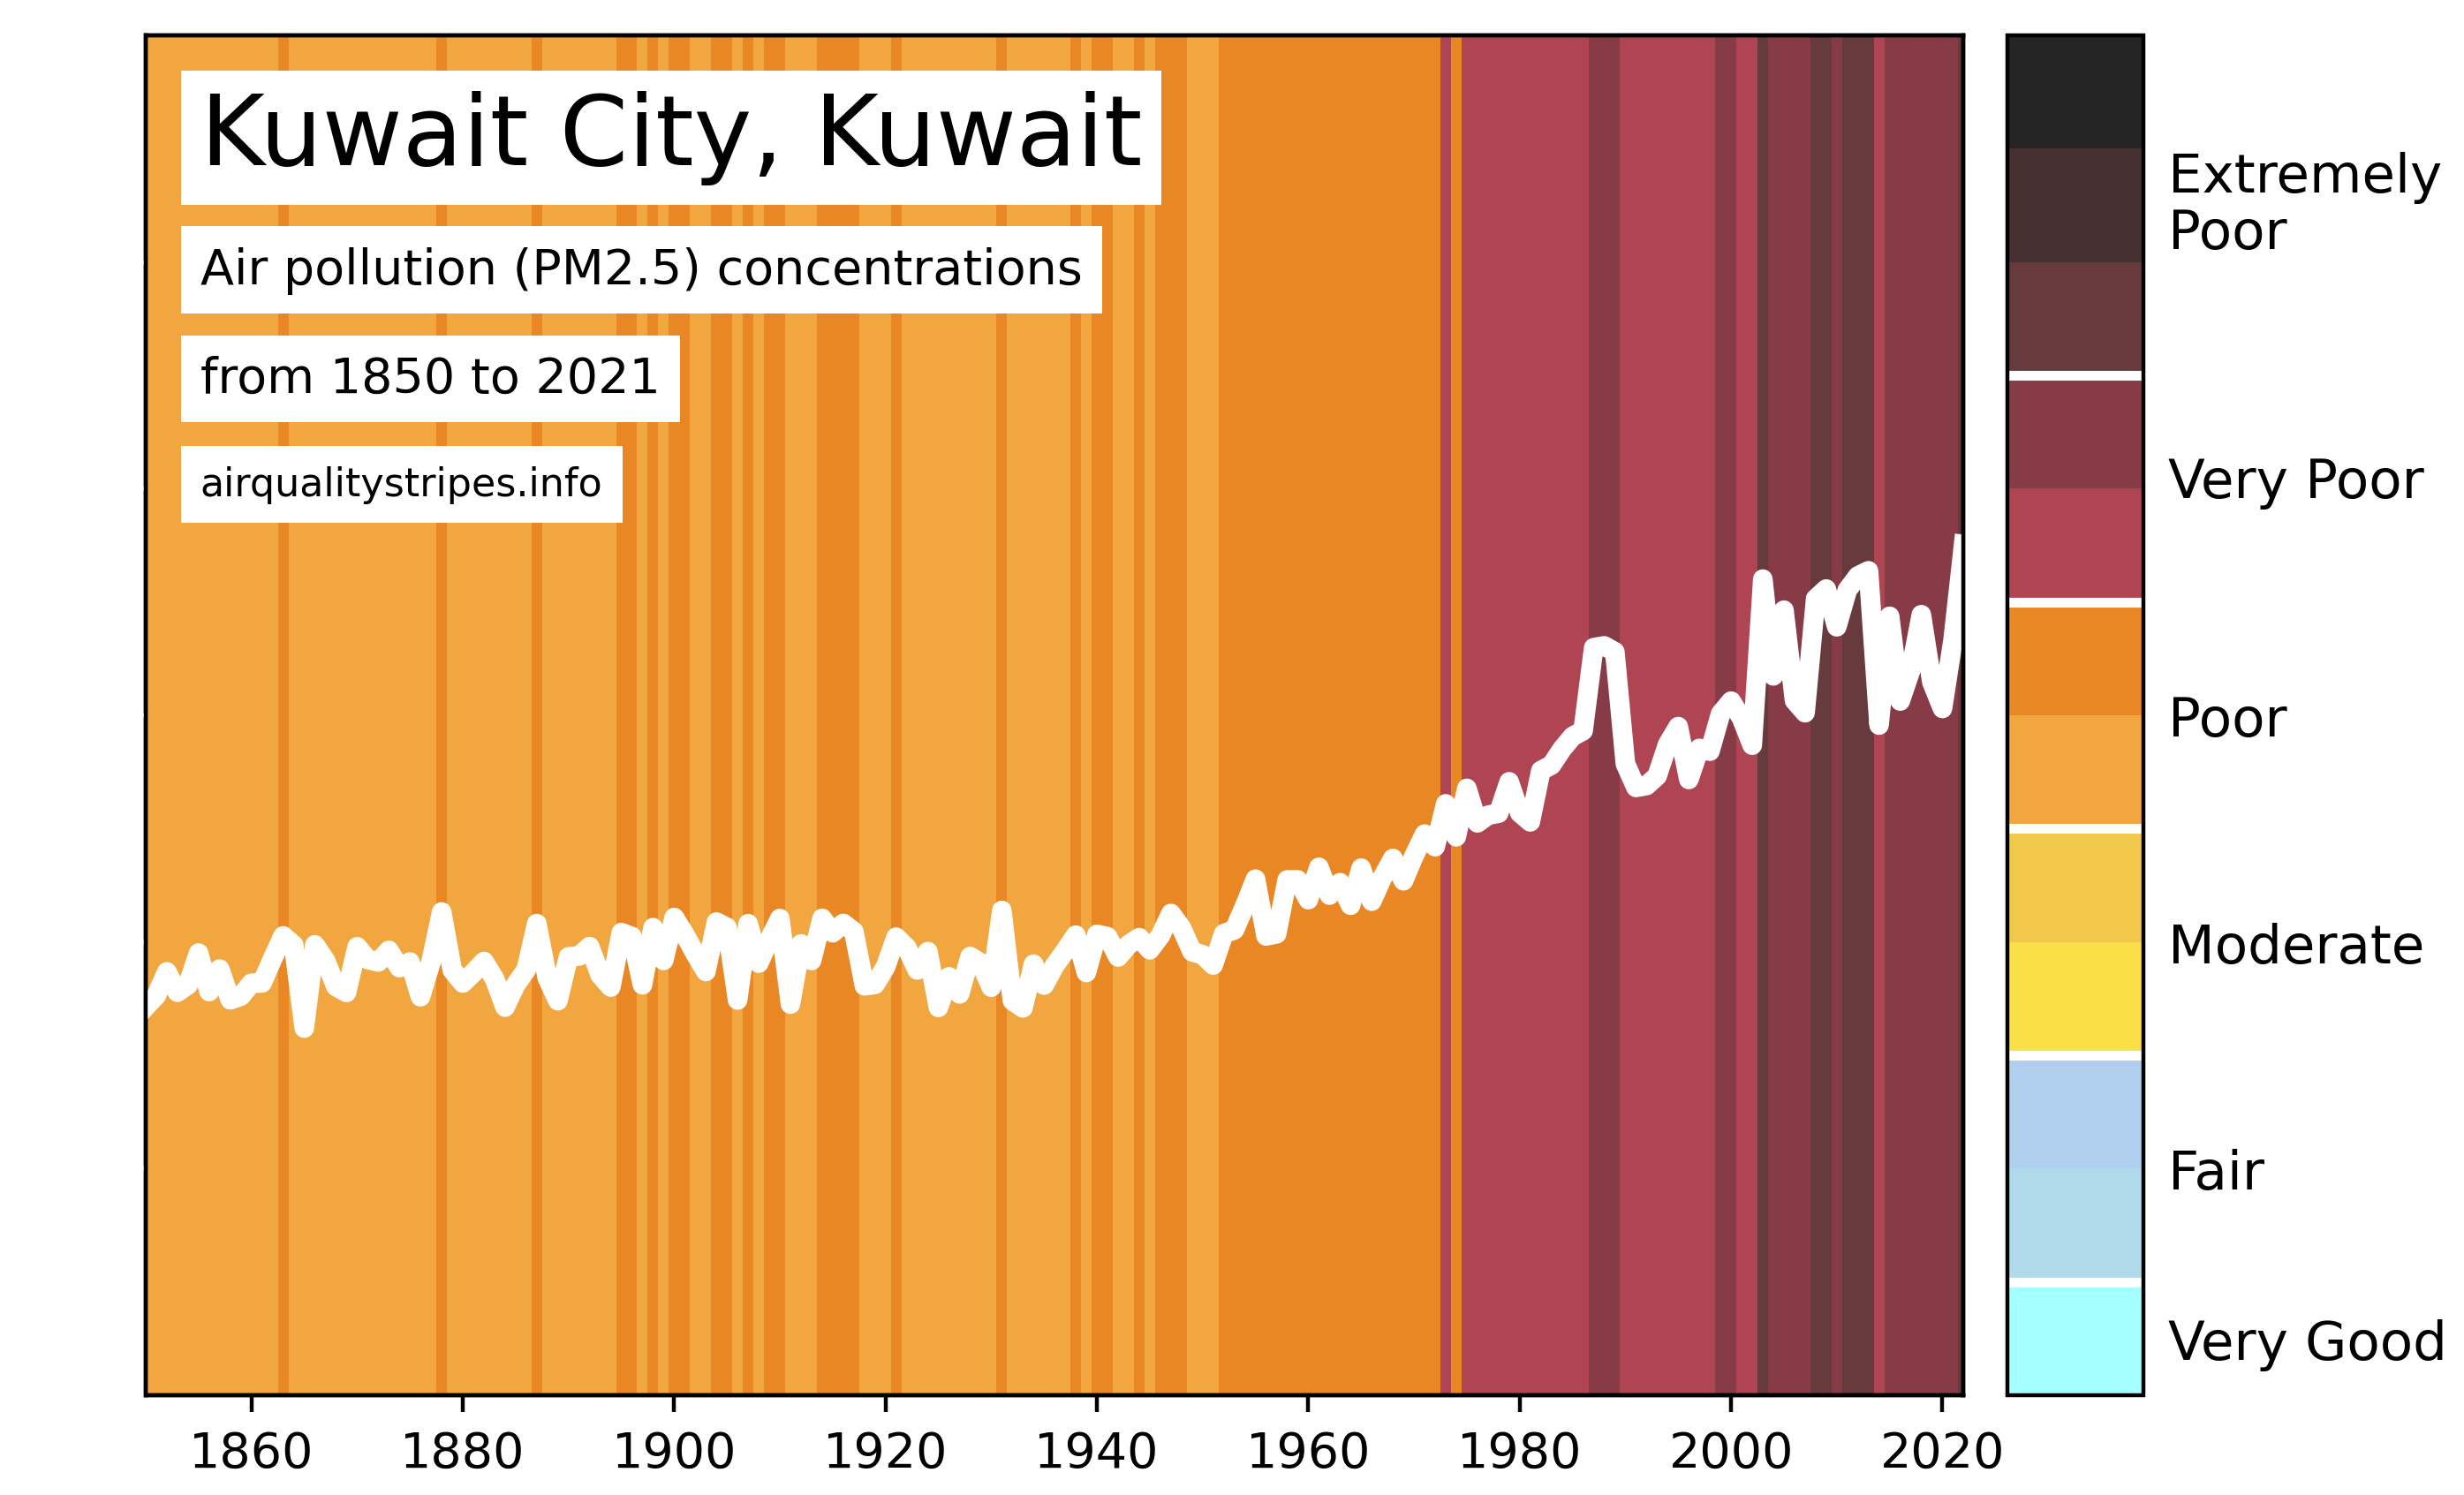 Kuwait City, Kuwait
Air pollution (PM2.5) concentrations
from 1850 to 2021
airqualitystripes.info
Extremely
Poor
Very Poor
Poor
Moderate
Fair
Very Good
1860 1880 1900 1920 1940 1960 1980 2000 2020